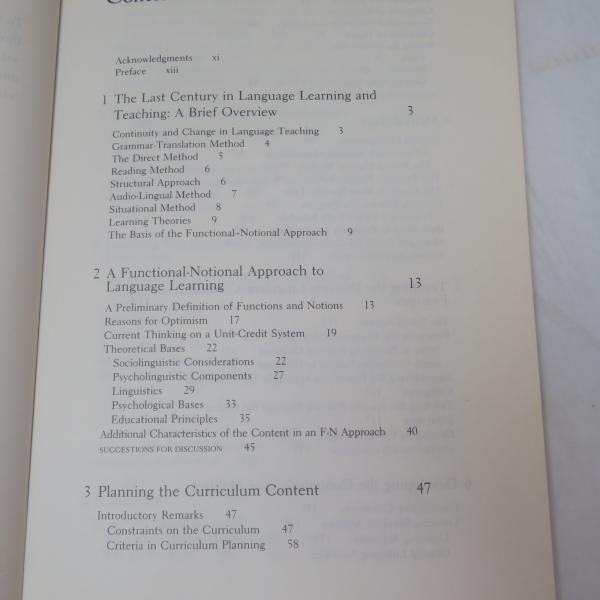 Acknowledgments xi
Preface xiii
1 The Last Century in Language Learning and
Teaching: A Brief Overview 3
Continuity and Change in Language Teaching 3
Grammar-Translation Method 4
The Direct Method 5
Reading Method 6
Structural Approach 6
Audio-Lingual Method 7
Situational Method 8
Learning Theories 9
The Basis of the Functional–Notional Approach 9
2 A Functional-Notional Approach to
Language Learning 13
A Preliminary Definition of Functions and Notions 13
Reasons for Optimism 17
Current Thinking on a Unit-Credit System 19
Theoretical Bases 22
Sociolinguistic Considerations 22
Psycholinguistic Components 27
Linguistics 29
Psychological Bases 33
Educational Principles 35
Additional Characteristics of the Content in an F-N Approach 40
SUGGESTIONS FOR DISCUSSION 45
3 Planning the Curriculum Content 47
Introductory Remarks 47
Constraints on the Curriculum 47
Criteria in Curriculum Planning 58